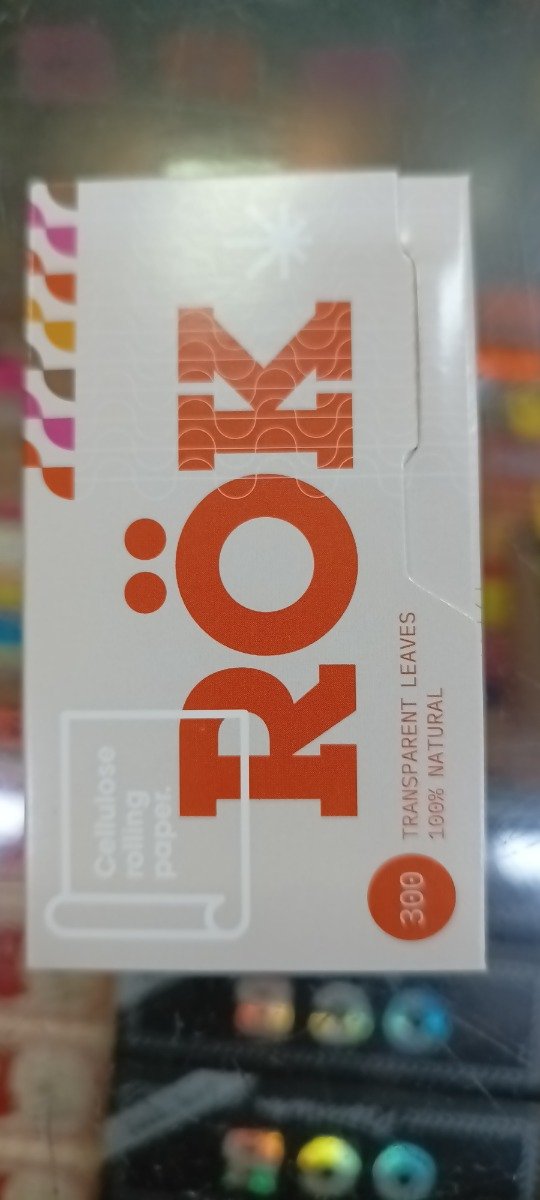 Cellulose
rolling
paper.
RÖK
300
TRANSPARENT LEAVES
100% NATURAL